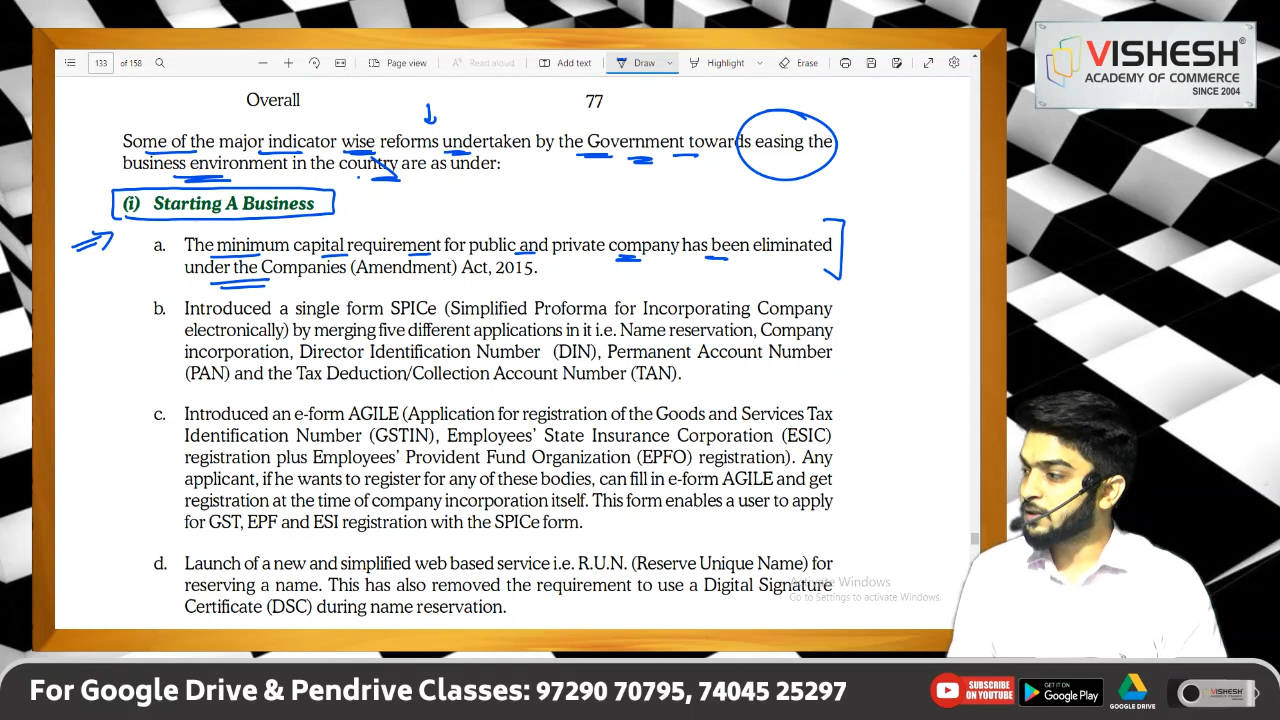 133 of 158
Page view
Read aloud
Add text
Draw
Highlight
Erase
VISHESH®
ACADEMY OF COMMERCE
SINCE 2004
Overall 77
Some of the major indicator wise reforms undertaken by the Government towards easing the
business environment in the country are as under:
(i) Starting A Business
a. The minimum capital requirement for public and private company has been eliminated
under the Companies (Amendment) Act, 2015.
b. Introduced a single form SPICe (Simplified Proforma for Incorporating Company
electronically) by merging five different applications in it i.e. Name reservation, Company
incorporation, Director Identification Number (DIN), Permanent Account Number
(PAN) and the Tax Deduction/Collection Account Number (TAN).
c. Introduced an e-form AGILE (Application for registration of the Goods and Services Tax
Identification Number (GSTIN), Employees' State Insurance Corporation (ESIC)
registration plus Employees' Provident Fund Organization (EPFO) registration). Any
applicant, if he wants to register for any of these bodies, can fill in e-form AGILE and get
registration at the time of company incorporation itself. This form enables a user to apply
for GST, EPF and ESI registration with the SPICe form.
d. Launch of a new and simplified web based service i.e. R.U.N. (Reserve Unique Name) for
reserving a name. This has also removed the requirement to use a Digital Signature
Certificate (DSC) during name reservation.
Activate Windows
Go to Settings to activate Windows.
For Google Drive & Pendrive Classes: 97290 70795, 74045 25297
SUBSCRIBE
ON YOUTUBE
GET IT ON
Google Play
GOOGLE DRIVE
VISHESH